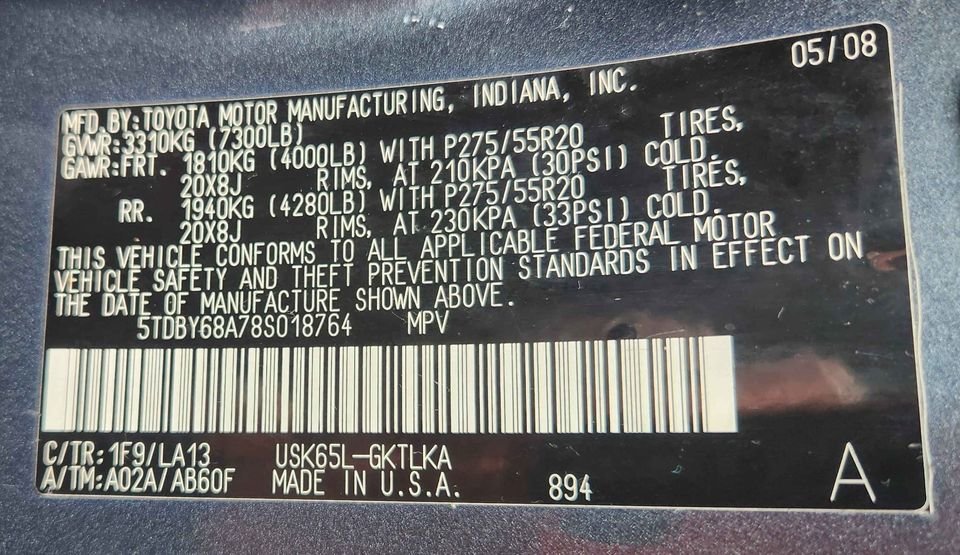 05/08
MFD.BY:TOYOTA MOTOR MANUFACTURING, INDIANA, INC.
GVWR:3310KG (7300LB)
GAWR:FRT. 1810KG (4000LB) WITH P275/55R20 TIRES,
20X8J RIMS, AT 210KPA (30PSI) COLD.
RR. 1940KG (4280LB) WITH P275/55R20 TIRES,
20X8J RIMS, AT 230KPA (33PSI) COLD.
THIS VEHICLE CONFORMS TO ALL APPLICABLE FEDERAL MOTOR
VEHICLE SAFETY AND THEFT PREVENTION STANDARDS IN EFFECT ON
THE DATE OF MANUFACTURE SHOWN ABOVE.
5TDBY68A78S018764 MPV
C/TR:1F9/LA13 USK65L-GKTLKA
A/TM:A02A/AB60F MADE IN U.S.A. 894 A